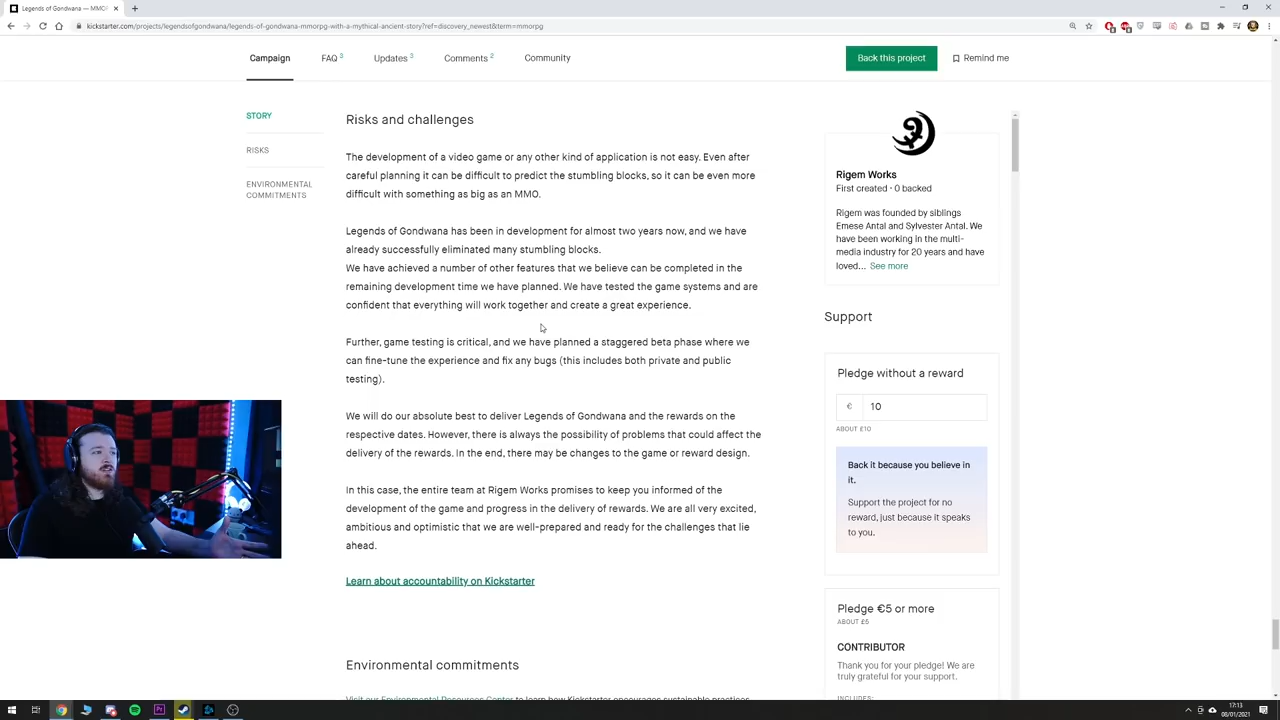 Legends of Gondwana — MMO
kickstarter.com/projects/legendsofgondwana/legends-of-gondwana-mmorpg-with-a-mythical-ancient-story?ref=discovery_newest&term=mmorpg
Campaign
FAQ 3
Updates 3
Comments 2
Community
Back this project
Remind me
STORY
RISKS
ENVIRONMENTAL
COMMITMENTS
Risks and challenges
The development of a video game or any other kind of application is not easy. Even after
careful planning it can be difficult to predict the stumbling blocks, so it can be even more
difficult with something as big as an MMO.
Legends of Gondwana has been in development for almost two years now, and we have
already successfully eliminated many stumbling blocks.
We have achieved a number of other features that we believe can be completed in the
remaining development time we have planned. We have tested the game systems and are
confident that everything will work together and create a great experience.
Further, game testing is critical, and we have planned a staggered beta phase where we
can fine-tune the experience and fix any bugs (this includes both private and public
testing).
We will do our absolute best to deliver Legends of Gondwana and the rewards on the
respective dates. However, there is always the possibility of problems that could affect the
delivery of the rewards. In the end, there may be changes to the game or reward design.
In this case, the entire team at Rigem Works promises to keep you informed of the
development of the game and progress in the delivery of rewards. We are all very excited,
ambitious and optimistic that we are well-prepared and ready for the challenges that lie
ahead.
Learn about accountability on Kickstarter
Environmental commitments
Visit our Environmental Resources Center to learn how Kickstarter encourages sustainable practices.
Rigem Works
First created · 0 backed
Rigem was founded by siblings
Emese Antal and Sylvester Antal. We
have been working in the multi-
media industry for 20 years and have
loved... See more
Support
Pledge without a reward
€ 10
ABOUT £10
Back it because you believe in
it.
Support the project for no
reward, just because it speaks
to you.
Pledge €5 or more
ABOUT £5
CONTRIBUTOR
Thank you for your pledge! We are
truly grateful for your support.
INCLUDES:
17:13
08/01/2021